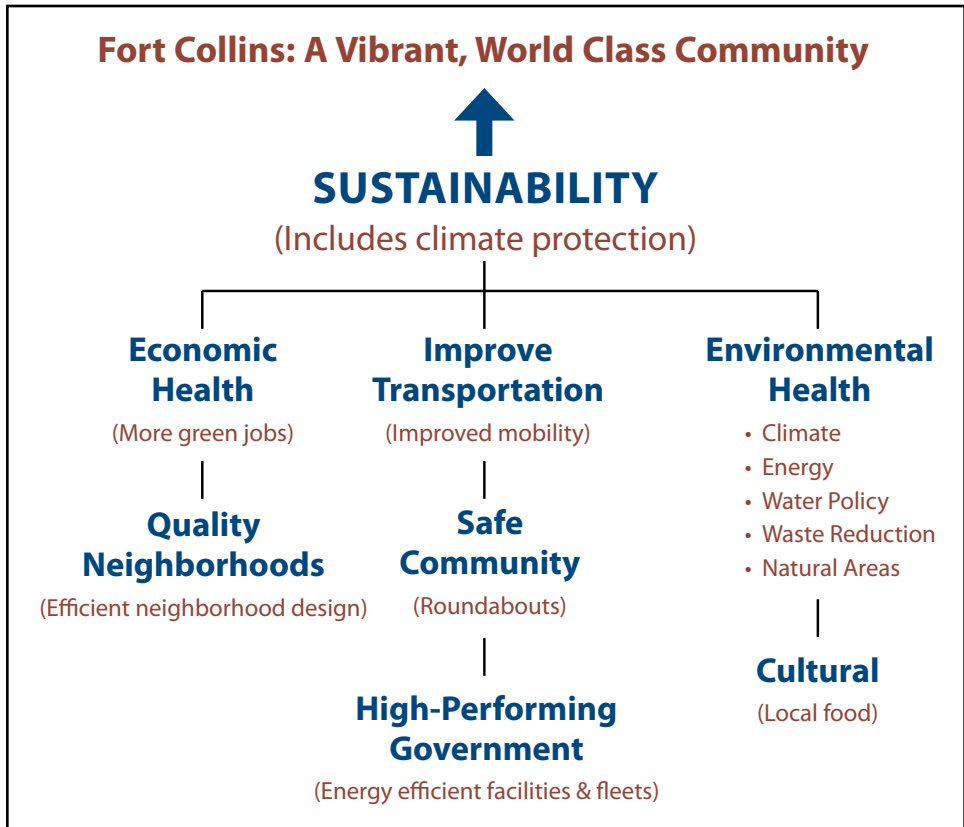 Fort Collins: A Vibrant, World Class Community
SUSTAINABILITY
(Includes climate protection)
Economic
Health
(More green jobs)
Quality
Neighborhoods
(Efficient neighborhood design)
Improve
Transportation
(Improved mobility)
Safe
Community
(Roundabouts)
High-Performing
Government
(Energy efficient facilities & fleets)
Environmental
Health
• Climate
• Energy
• Water Policy
• Waste Reduction
• Natural Areas
Cultural
(Local food)